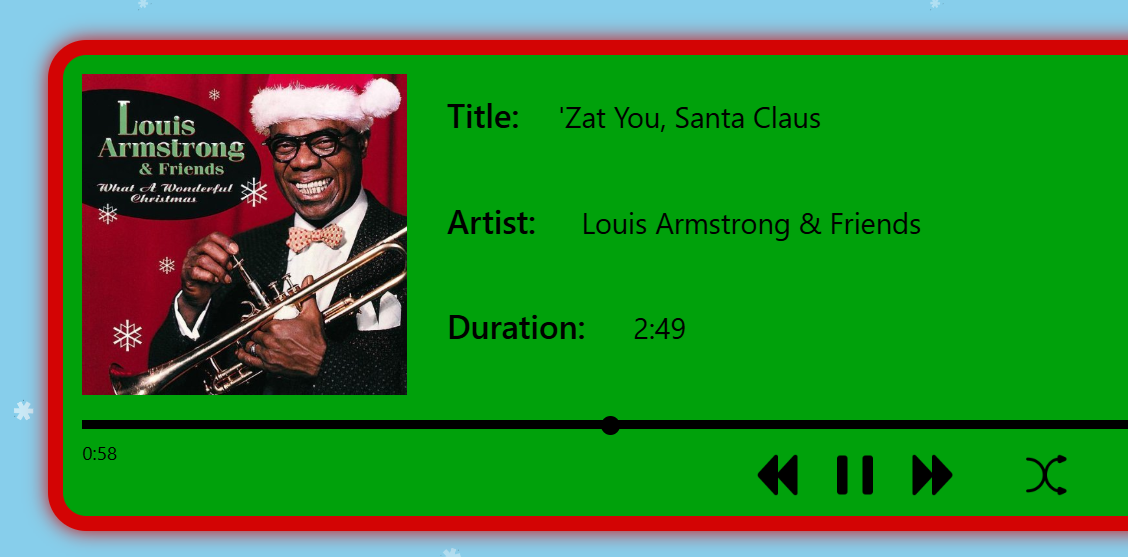 Louis
Armstrong
& Friends
What A Wonderful
Christmas
Title: 'Zat You, Santa Claus
Artist: Louis Armstrong & Friends
Duration: 2:49
0:58